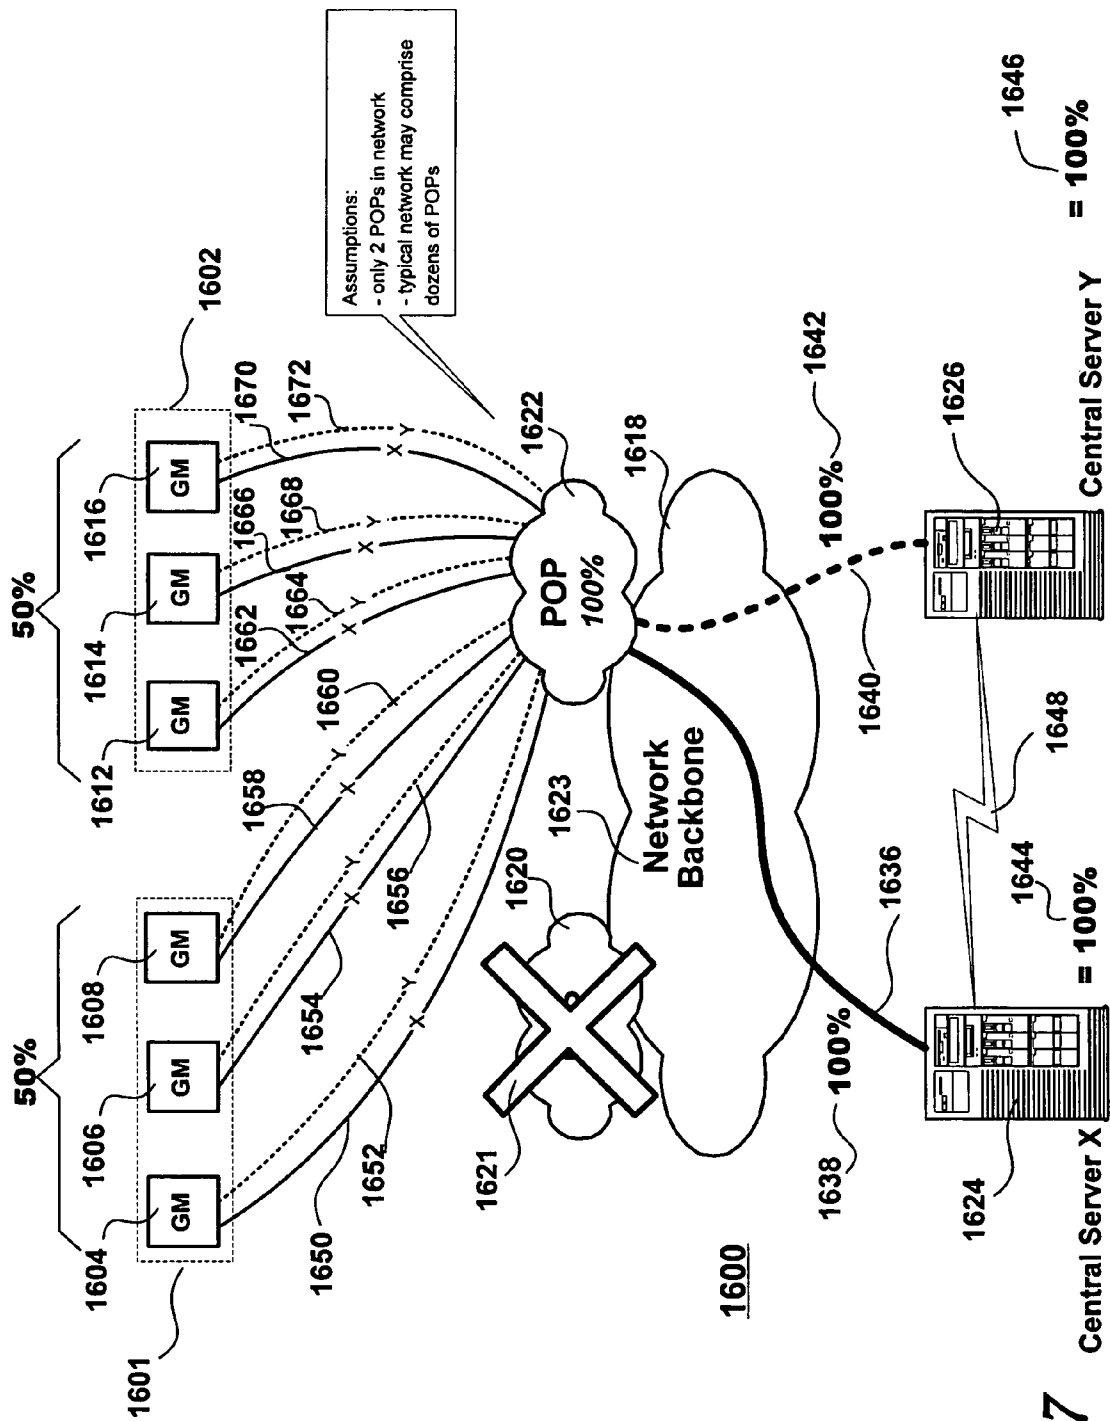 50%
50%
1601
1604
1606
1608
1612
1614
1616
1602
GM
GM
GM
GM
GM
GM
1650
1652
1654
1656
1658
1660
1662
1664
1666
1668
1670
1672
X
Y
X
Y
X
Y
X
Y
X
Y
X
Y
Assumptions:
- only 2 POPs in network
- typical network may comprise
dozens of POPs
1621
1620
1623
1622
POP
100%
1618
Network
Backbone
1600
1638
100%
1636
1640
100%
1642
1624
1648
1626
1644
1646
Central Server X
= 100%
Central Server Y
= 100%
7